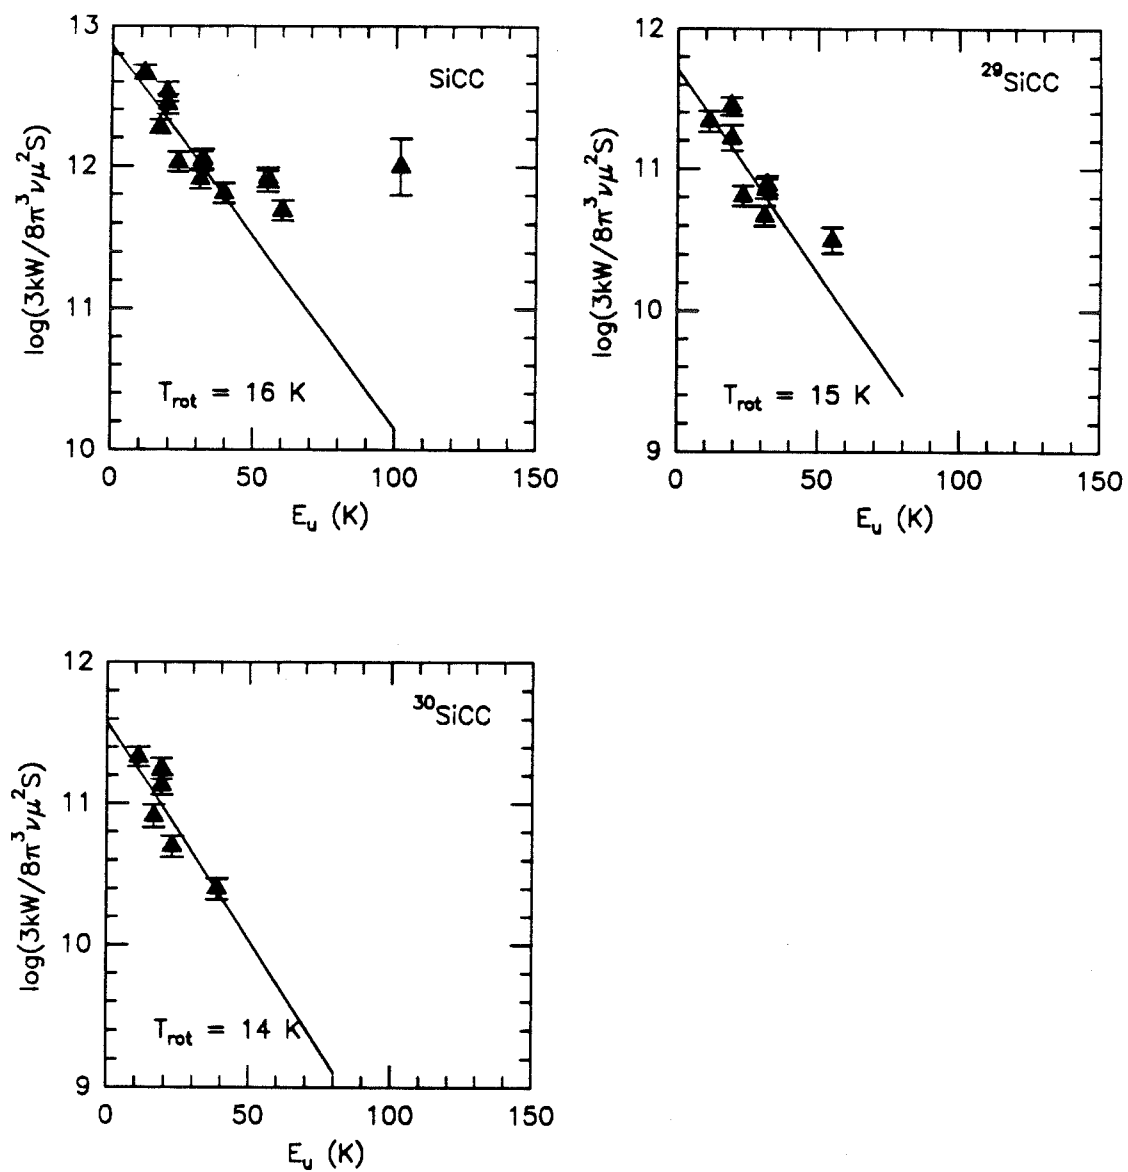 13
SiCC
12
log(3kW/8π³νμ²S)
11
T_rot = 16 K
10
0 50 100 150
E_u (K)
12
²⁹SiCC
11
log(3kW/8π³νμ²S)
10
T_rot = 15 K
9
0 50 100 150
E_u (K)
12
³⁰SiCC
11
log(3kW/8π³νμ²S)
10
T_rot = 14 K
9
0 50 100 150
E_u (K)